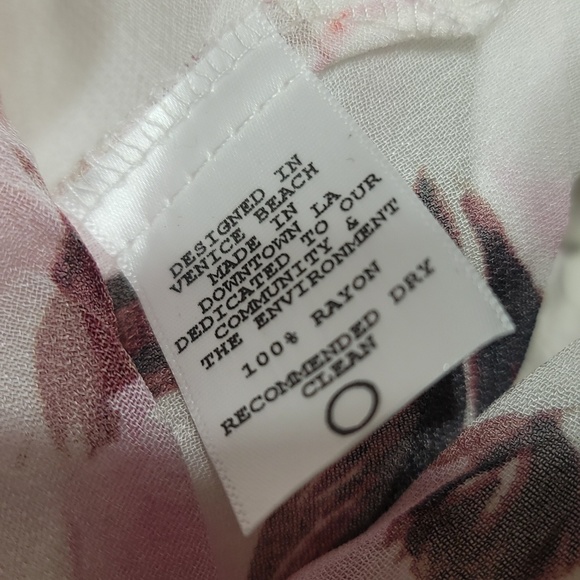 DESIGNED IN
VENICE BEACH
MADE IN
DOWNTOWN LA
DEDICATED TO OUR
COMMUNITY &
THE ENVIRONMENT
100% RAYON
RECOMMENDED DRY
CLEAN